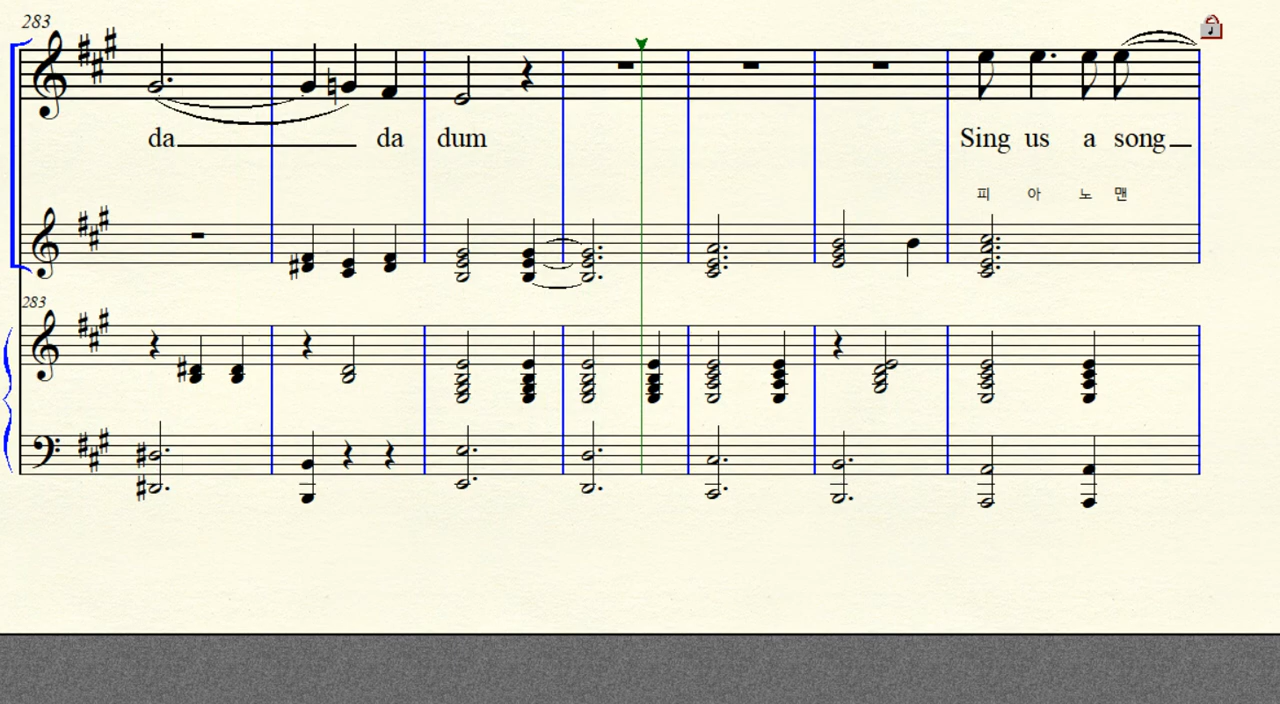 283
da da dum Sing us a song
피 아 노 맨
283